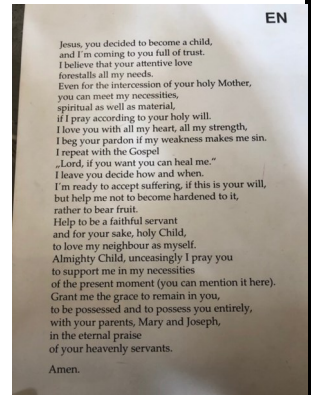 EN
Jesus, you decided to become a child,
and I´m coming to you full of trust.
I believe that your attentive love
forestalls all my needs.
Even for the intercession of your holy Mother,
you can meet my necessities,
spiritual as well as material,
if I pray according to your holy will.
I love you with all my heart, all my strength,
I beg your pardon if my weakness makes me sin.
I repeat with the Gospel
„Lord, if you want you can heal me.“
I leave you decide how and when.
I´m ready to accept suffering, if this is your will,
but help me not to become hardened to it,
rather to bear fruit.
Help to be a faithful servant
and for your sake, holy Child,
to love my neighbour as myself.
Almighty Child, unceasingly I pray you
to support me in my necessities
of the present moment (you can mention it here).
Grant me the grace to remain in you,
to be possessed and to possess you entirely,
with your parents, Mary and Joseph,
in the eternal praise
of your heavenly servants.
Amen.